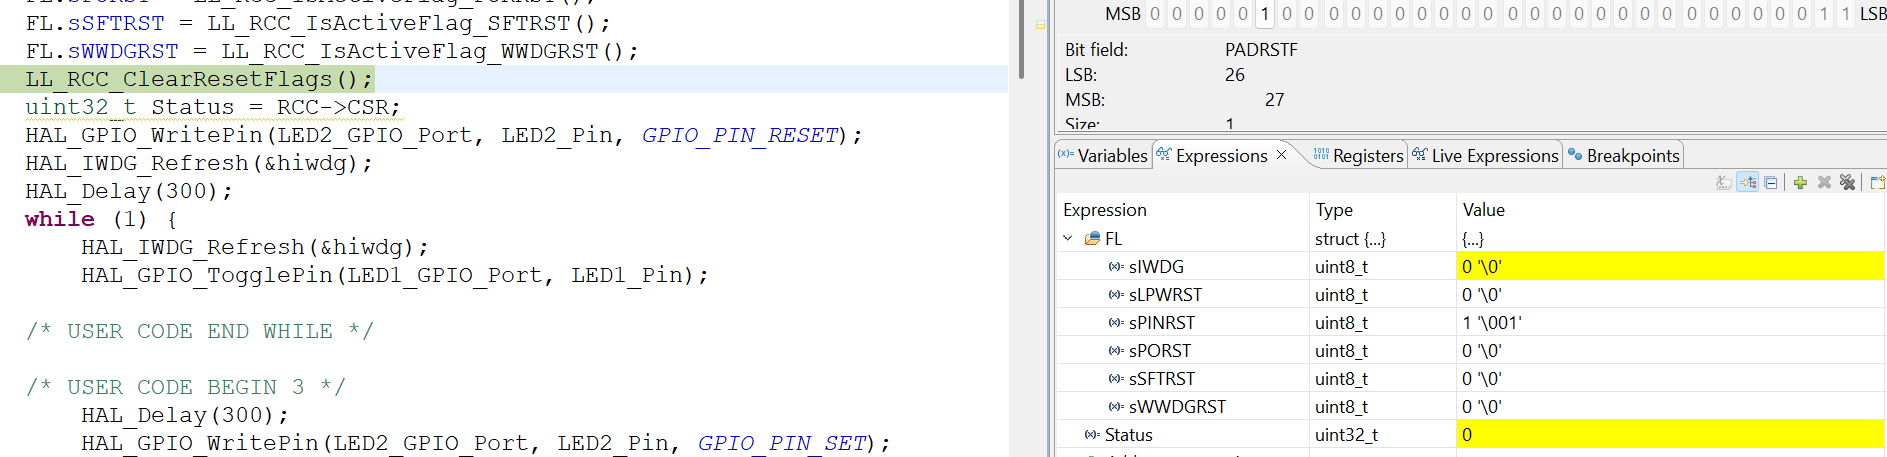 FL.sSFTRST = LL_RCC_IsActiveFlag_SFTRST();
FL.sWWDGRST = LL_RCC_IsActiveFlag_WWDGRST();
LL_RCC_ClearResetFlags();
uint32_t Status = RCC->CSR;
HAL_GPIO_WritePin(LED2_GPIO_Port, LED2_Pin, GPIO_PIN_RESET);
HAL_IWDG_Refresh(&hiwdg);
HAL_Delay(300);
while (1) {
HAL_IWDG_Refresh(&hiwdg);
HAL_GPIO_TogglePin(LED1_GPIO_Port, LED1_Pin);
/* USER CODE END WHILE */
/* USER CODE BEGIN 3 */
HAL_Delay(300);
HAL_GPIO_WritePin(LED2_GPIO_Port, LED2_Pin, GPIO_PIN_SET);
MSB 0 0 0 0 0 1 0 0 0 0 0 0 0 0 0 0 0 0 0 0 0 0 0 0 0 0 0 0 0 0 1 1 LSB
Bit field: PADRSTF
LSB: 26
MSB: 27
Size: 1
(x)= Variables Expressions Registers Live Expressions Breakpoints
Expression Type Value
FL struct {...} {...}
(x)= sIWDG uint8_t 0 '\0'
(x)= sLPWRST uint8_t 0 '\0'
(x)= sPINRST uint8_t 1 '\001'
(x)= sPORST uint8_t 0 '\0'
(x)= sSFTRST uint8_t 0 '\0'
(x)= sWWDGRST uint8_t 0 '\0'
(x)= Status uint32_t 0